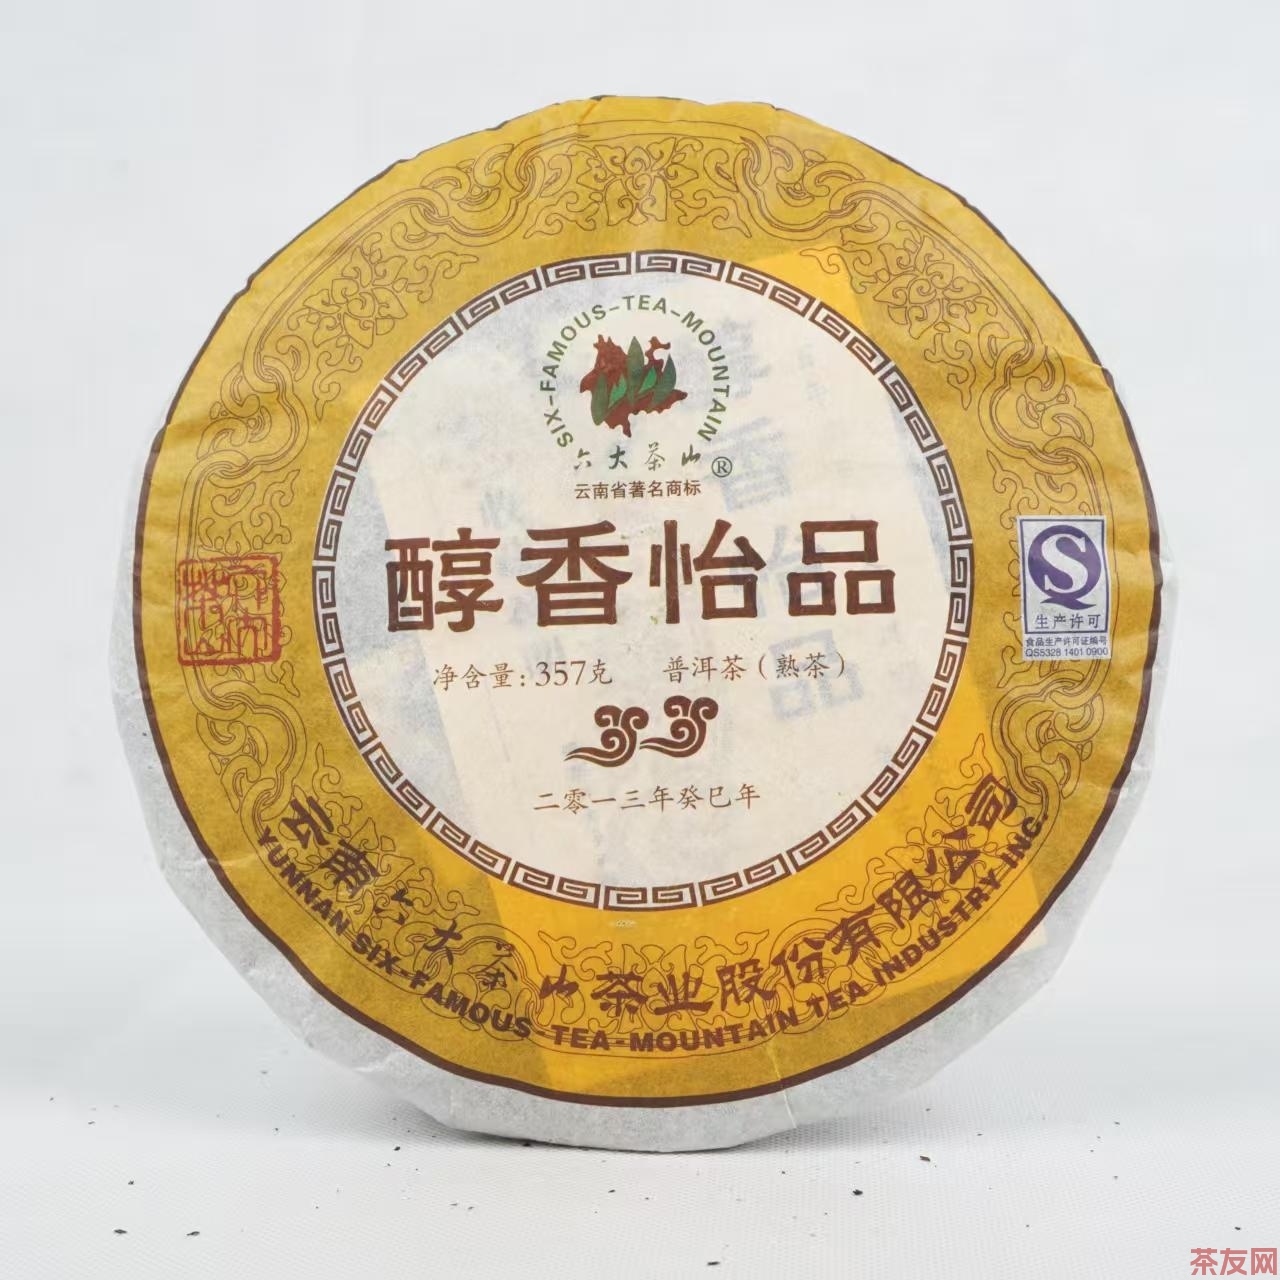 SIX-FAMOUS-TEA-MOUNTAIN
六大茶山®
云南省著名商标
醇香怡品
净含量:357克 普洱茶(熟茶)
二零一三年癸巳年
生产许可
食品生产许可证编号
QS5328 1401 0900
云南六大茶山茶业股份有限公司
YUNNAN SIX-FAMOUS-TEA-MOUNTAIN TEA INDUSTRY INC.
茶友网